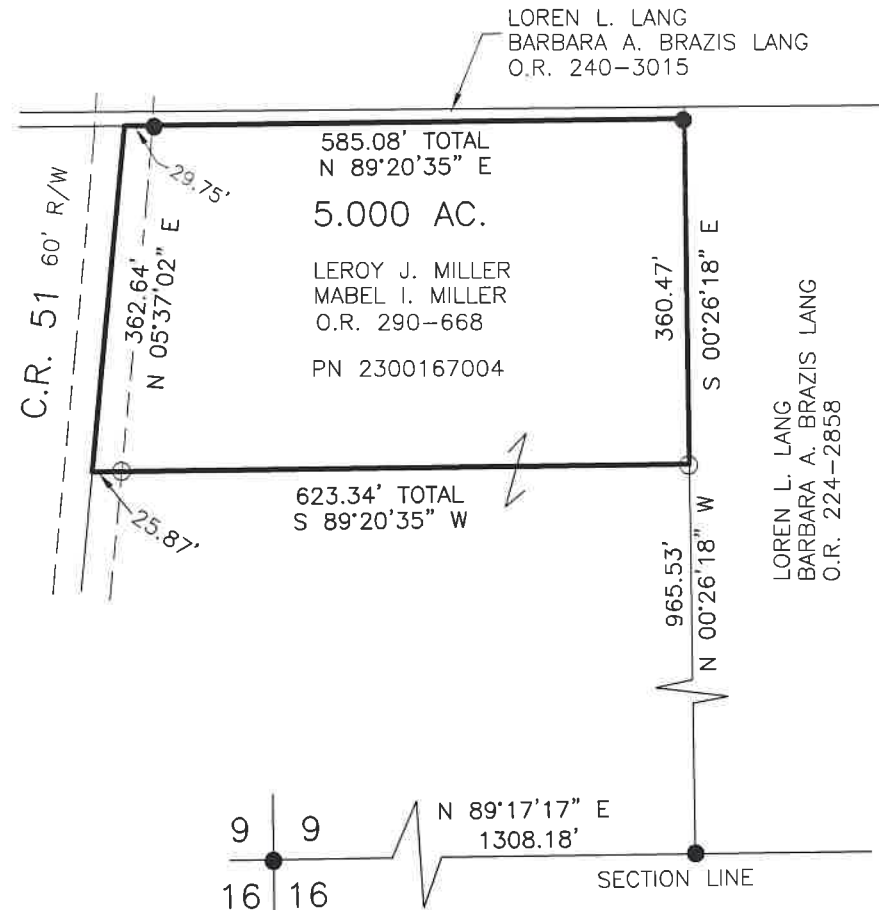 LOREN L. LANG
BARBARA A. BRAZIS LANG
O.R. 240-3015
585.08' TOTAL
N 89°20'35" E
29.75'
5.000 AC.
LEROY J. MILLER
MABEL I. MILLER
O.R. 290-668
PN 2300167004
C.R. 51 60' R/W
362.64'
N 05°37'02" E
360.47'
S 00°26'18" E
LOREN L. LANG
BARBARA A. BRAZIS LANG
O.R. 224-2858
623.34' TOTAL
S 89°20'35" W
25.87'
965.53'
N 00°26'18" W
N 89°17'17" E
1308.18'
9 9
16 16
SECTION LINE